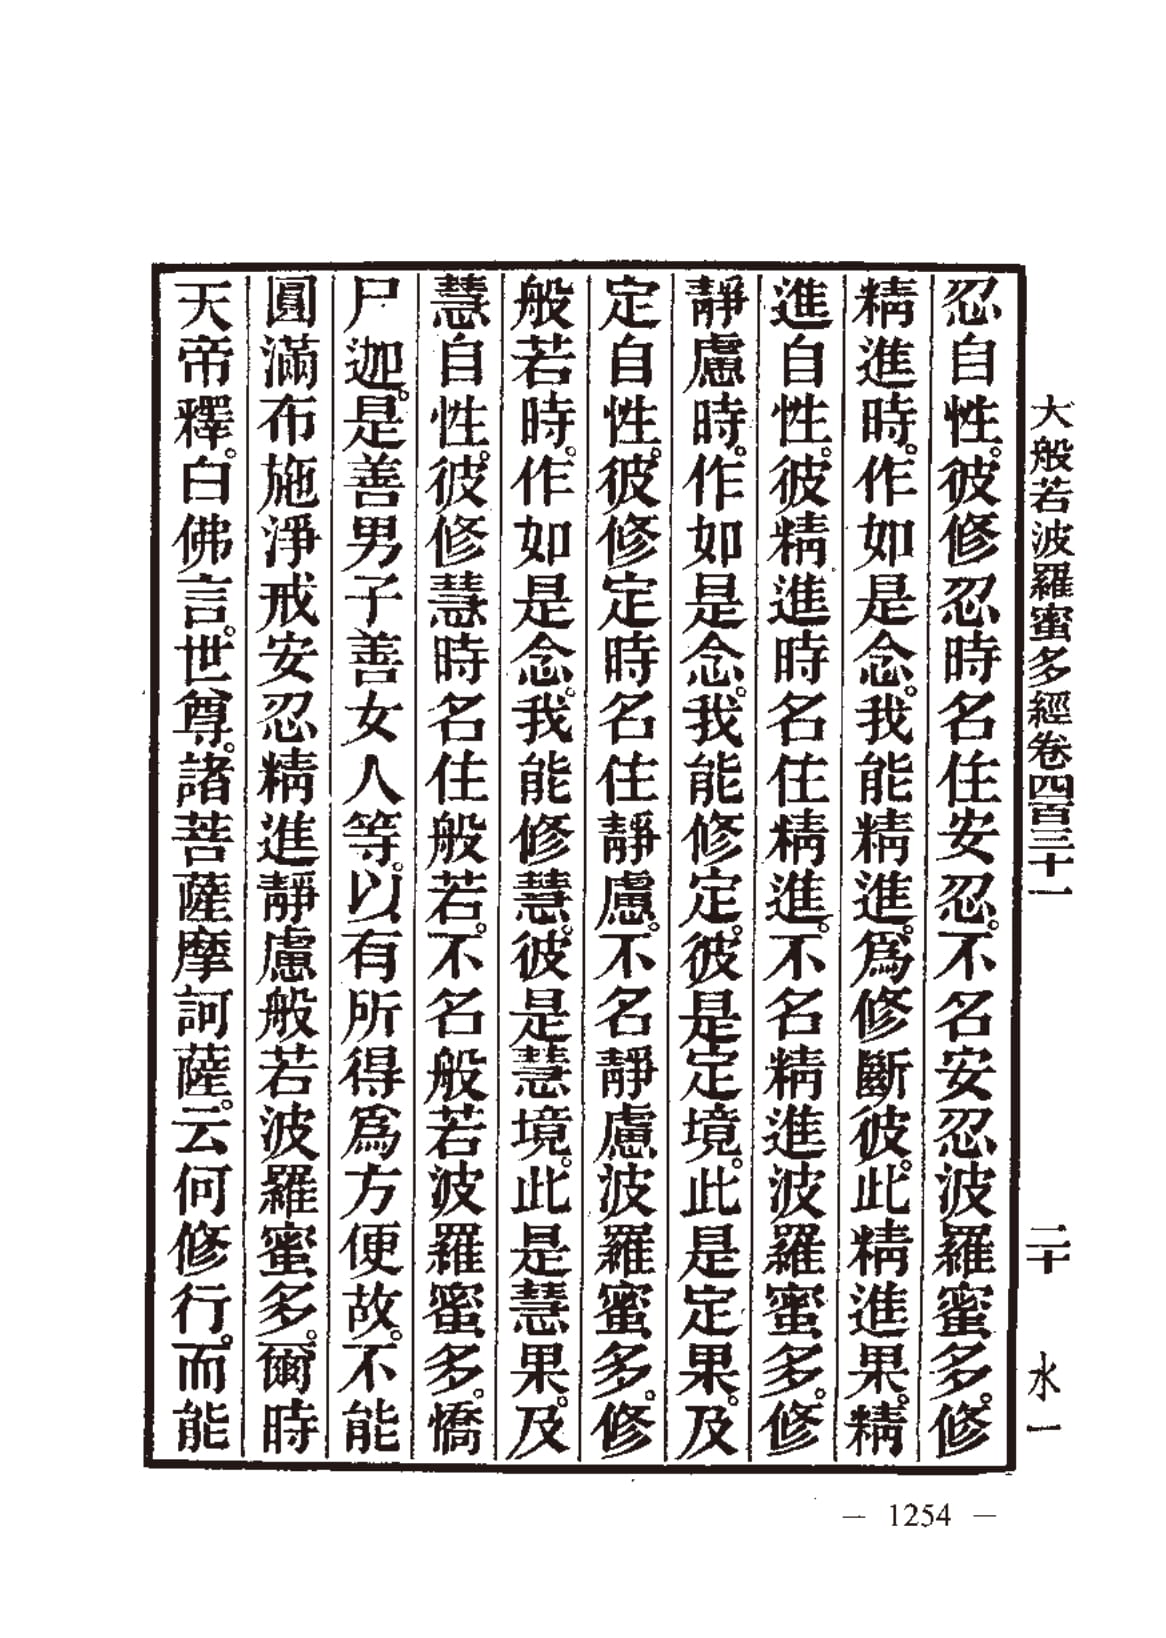 大般若波羅蜜多經卷四百三十一　二十　水一
忍自性。彼修忍時名住安忍。不名安忍波羅蜜多。修
精進時。作如是念。我能精進。爲修斷彼。此精進果。精
進自性。彼精進時名住精進。不名精進波羅蜜多。修
靜慮時。作如是念。我能修定。彼是定境。此是定果。及
定自性。彼修定時名住靜慮。不名靜慮波羅蜜多。修
般若時。作如是念。我能修慧。彼是慧境。此是慧果。及
慧自性。彼修慧時名住般若。不名般若波羅蜜多。憍
尸迦。是善男子善女人等。以有所得爲方便故。不能
圓滿布施淨戒安忍精進靜慮般若波羅蜜多。爾時
天帝釋。白佛言。世尊。諸菩薩摩訶薩。云何修行。而能
— 1254 —